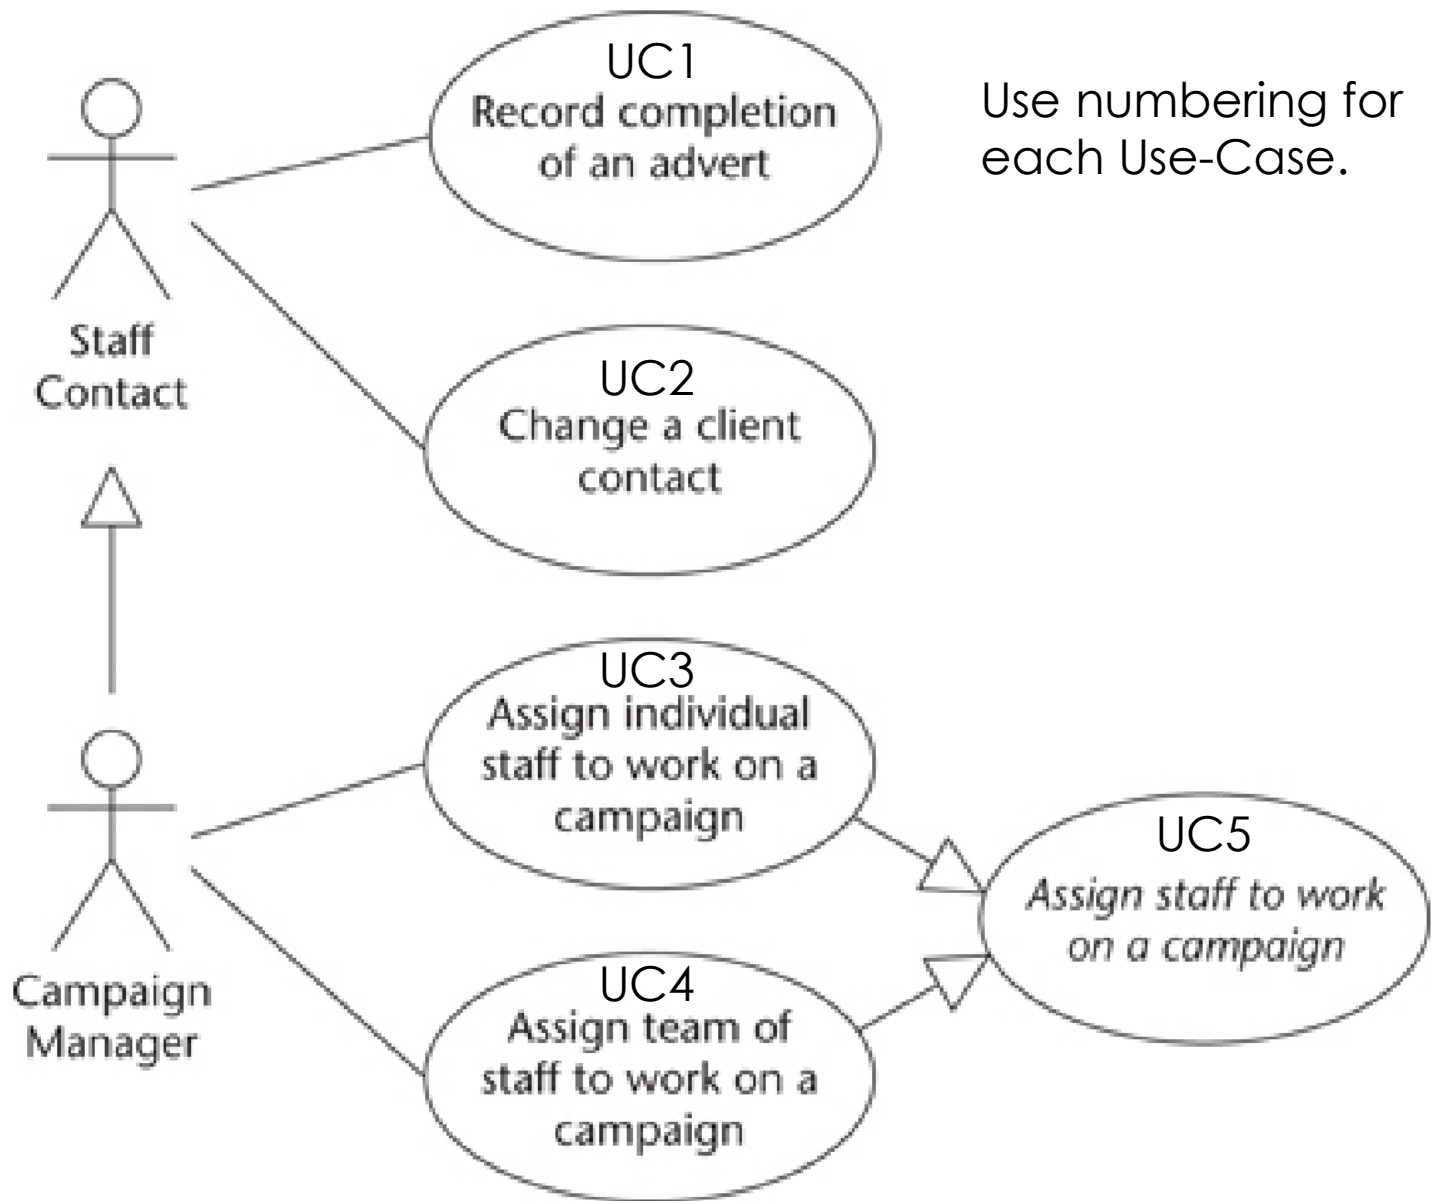 UC1
Record completion
of an advert
Use numbering for
each Use-Case.
Staff
Contact
UC2
Change a client
contact
UC3
Assign individual
staff to work on a
campaign
UC5
Assign staff to work
on a campaign
Campaign
Manager
UC4
Assign team of
staff to work on a
campaign